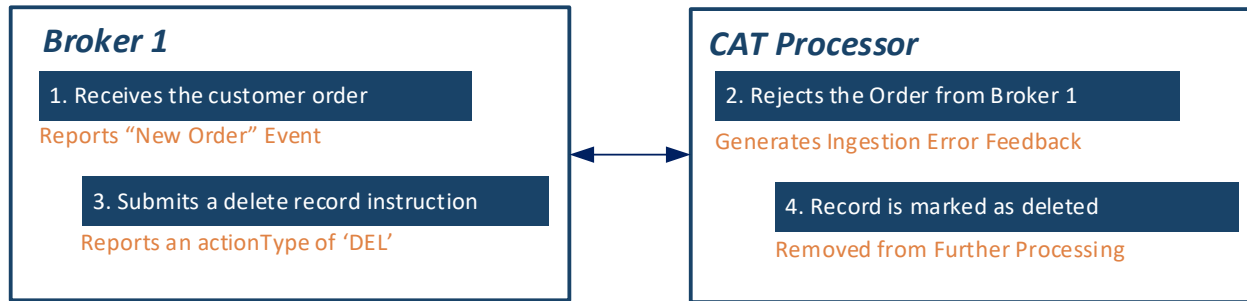 Broker 1
1. Receives the customer order
Reports “New Order” Event
3. Submits a delete record instruction
Reports an actionType of ‘DEL’
CAT Processor
2. Rejects the Order from Broker 1
Generates Ingestion Error Feedback
4. Record is marked as deleted
Removed from Further Processing